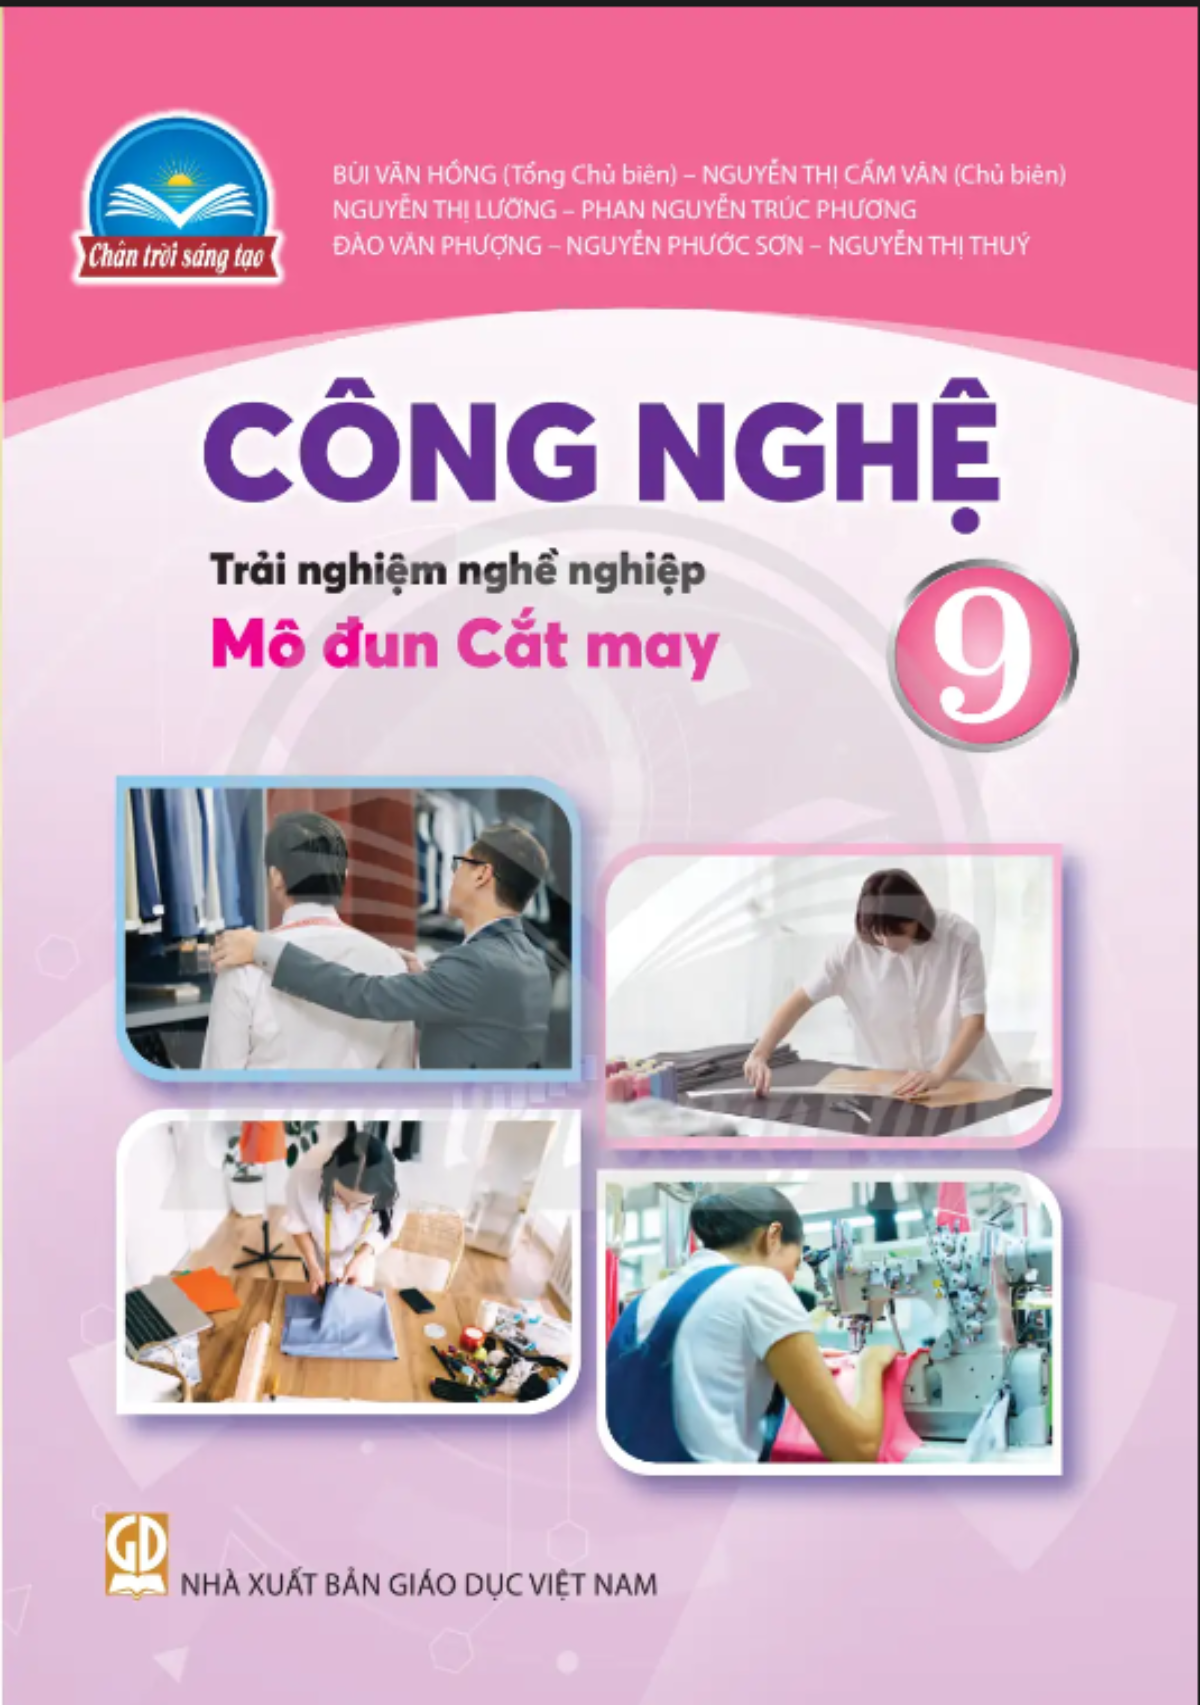 Chân trời sáng tạo
BÙI VĂN HỒNG (Tổng Chủ biên) – NGUYỄN THỊ CẨM VÂN (Chủ biên)
NGUYỄN THỊ LƯỠNG – PHAN NGUYỄN TRÚC PHƯƠNG
ĐÀO VĂN PHƯỢNG – NGUYỄN PHƯỚC SƠN – NGUYỄN THỊ THUÝ
CÔNG NGHỆ
Trải nghiệm nghề nghiệp
Mô đun Cắt may
9
GD
NHÀ XUẤT BẢN GIÁO DỤC VIỆT NAM